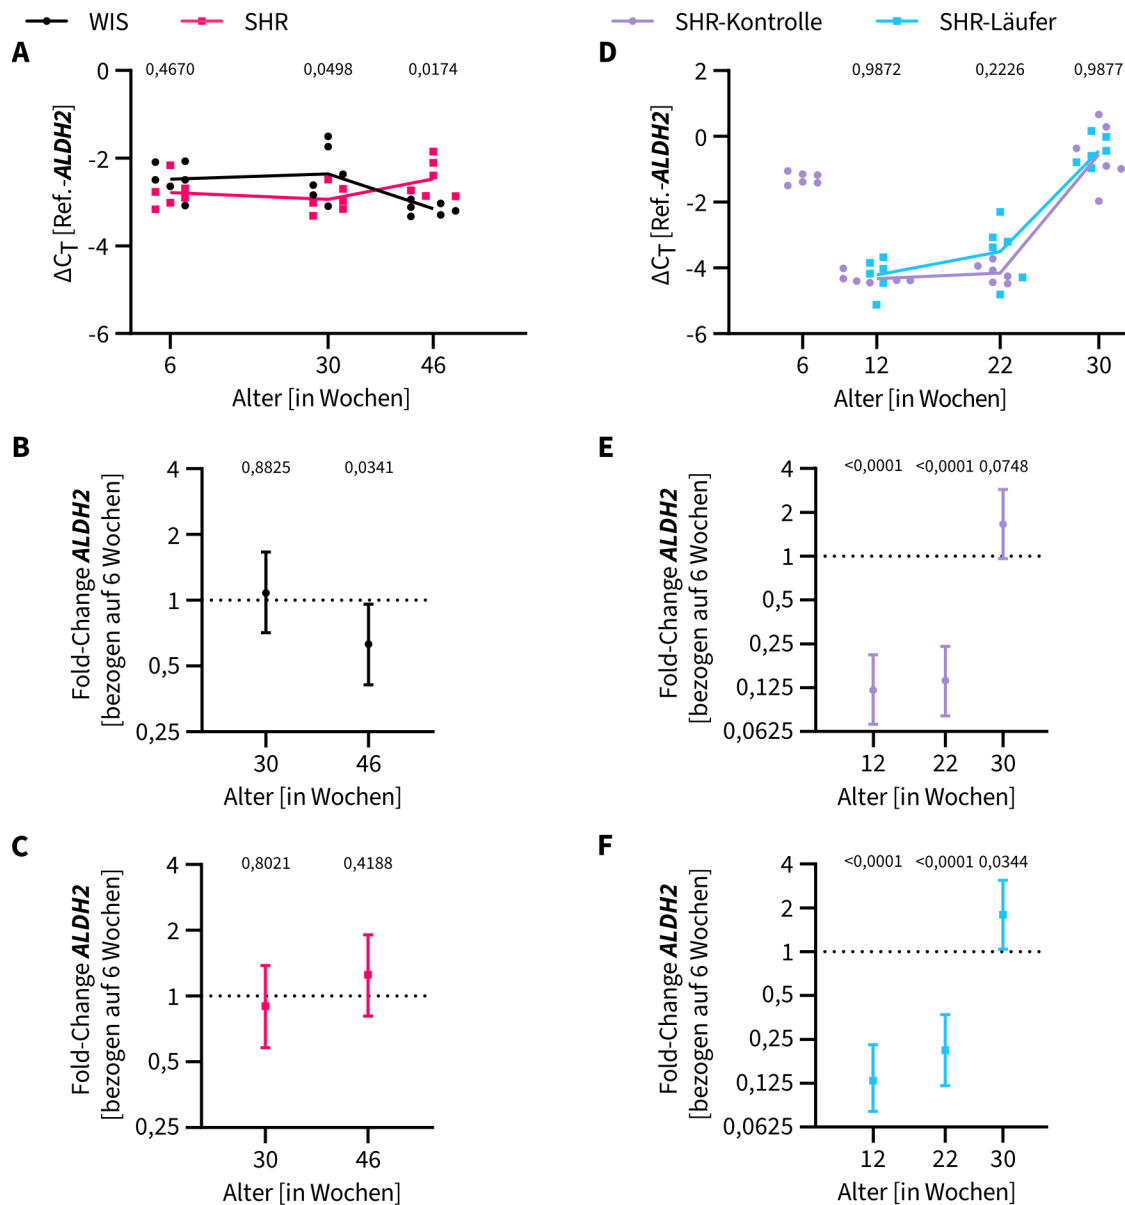 WIS SHR
SHR-Kontrolle SHR-Läufer
A
0,4670 0,0498 0,0174
0
-2
-4
-6
ΔCT [Ref.-ALDH2]
6 30 46
Alter [in Wochen]
D
0,9872 0,2226 0,9877
2
0
-2
-4
-6
ΔCT [Ref.-ALDH2]
6 12 22 30
Alter [in Wochen]
B
0,8825 0,0341
4
2
1
0,5
0,25
Fold-Change ALDH2
[bezogen auf 6 Wochen]
30 46
Alter [in Wochen]
E
<0,0001 <0,0001 0,0748
4
2
1
0,5
0,25
0,125
0,0625
Fold-Change ALDH2
[bezogen auf 6 Wochen]
12 22 30
Alter [in Wochen]
C
0,8021 0,4188
4
2
1
0,5
0,25
Fold-Change ALDH2
[bezogen auf 6 Wochen]
30 46
Alter [in Wochen]
F
<0,0001 <0,0001 0,0344
4
2
1
0,5
0,25
0,125
0,0625
Fold-Change ALDH2
[bezogen auf 6 Wochen]
12 22 30
Alter [in Wochen]